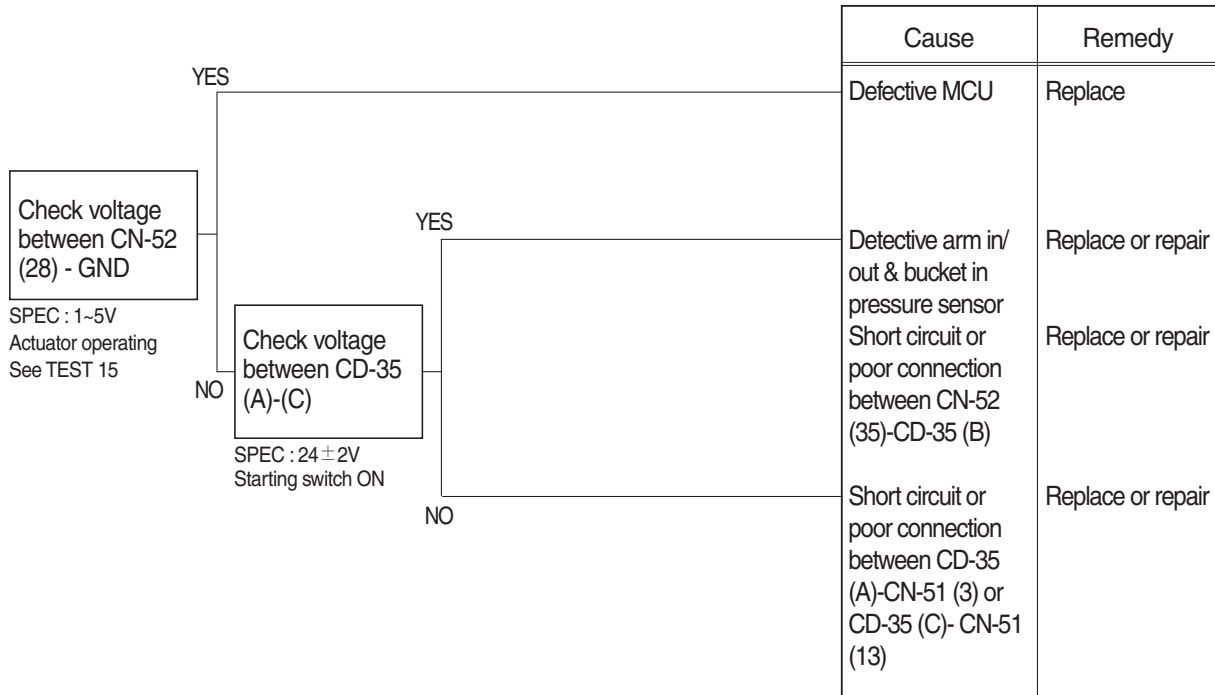 Cause
Remedy
YES
Defective MCU
Replace
Check voltage
between CN-52
(28) - GND
SPEC : 1~5V
Actuator operating
See TEST 15
YES
Detective arm in/
out & bucket in
pressure sensor
Replace or repair
NO
Check voltage
between CD-35
(A)-(C)
SPEC : 24±2V
Starting switch ON
Short circuit or
poor connection
between CN-52
(35)-CD-35 (B)
Replace or repair
NO
Short circuit or
poor connection
between CD-35
(A)-CN-51 (3) or
CD-35 (C)- CN-51
(13)
Replace or repair